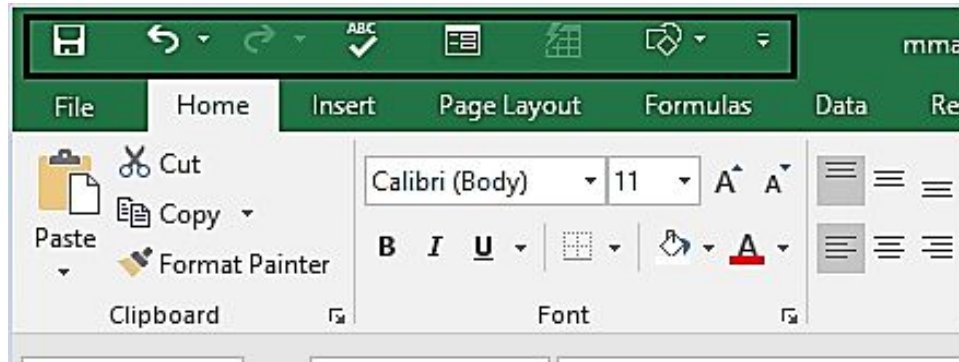 ABC
mma
File Home Insert Page Layout Formulas Data Re
Cut
Calibri (Body) 11 A A
Copy
Paste
B I U A
Format Painter
Clipboard Font